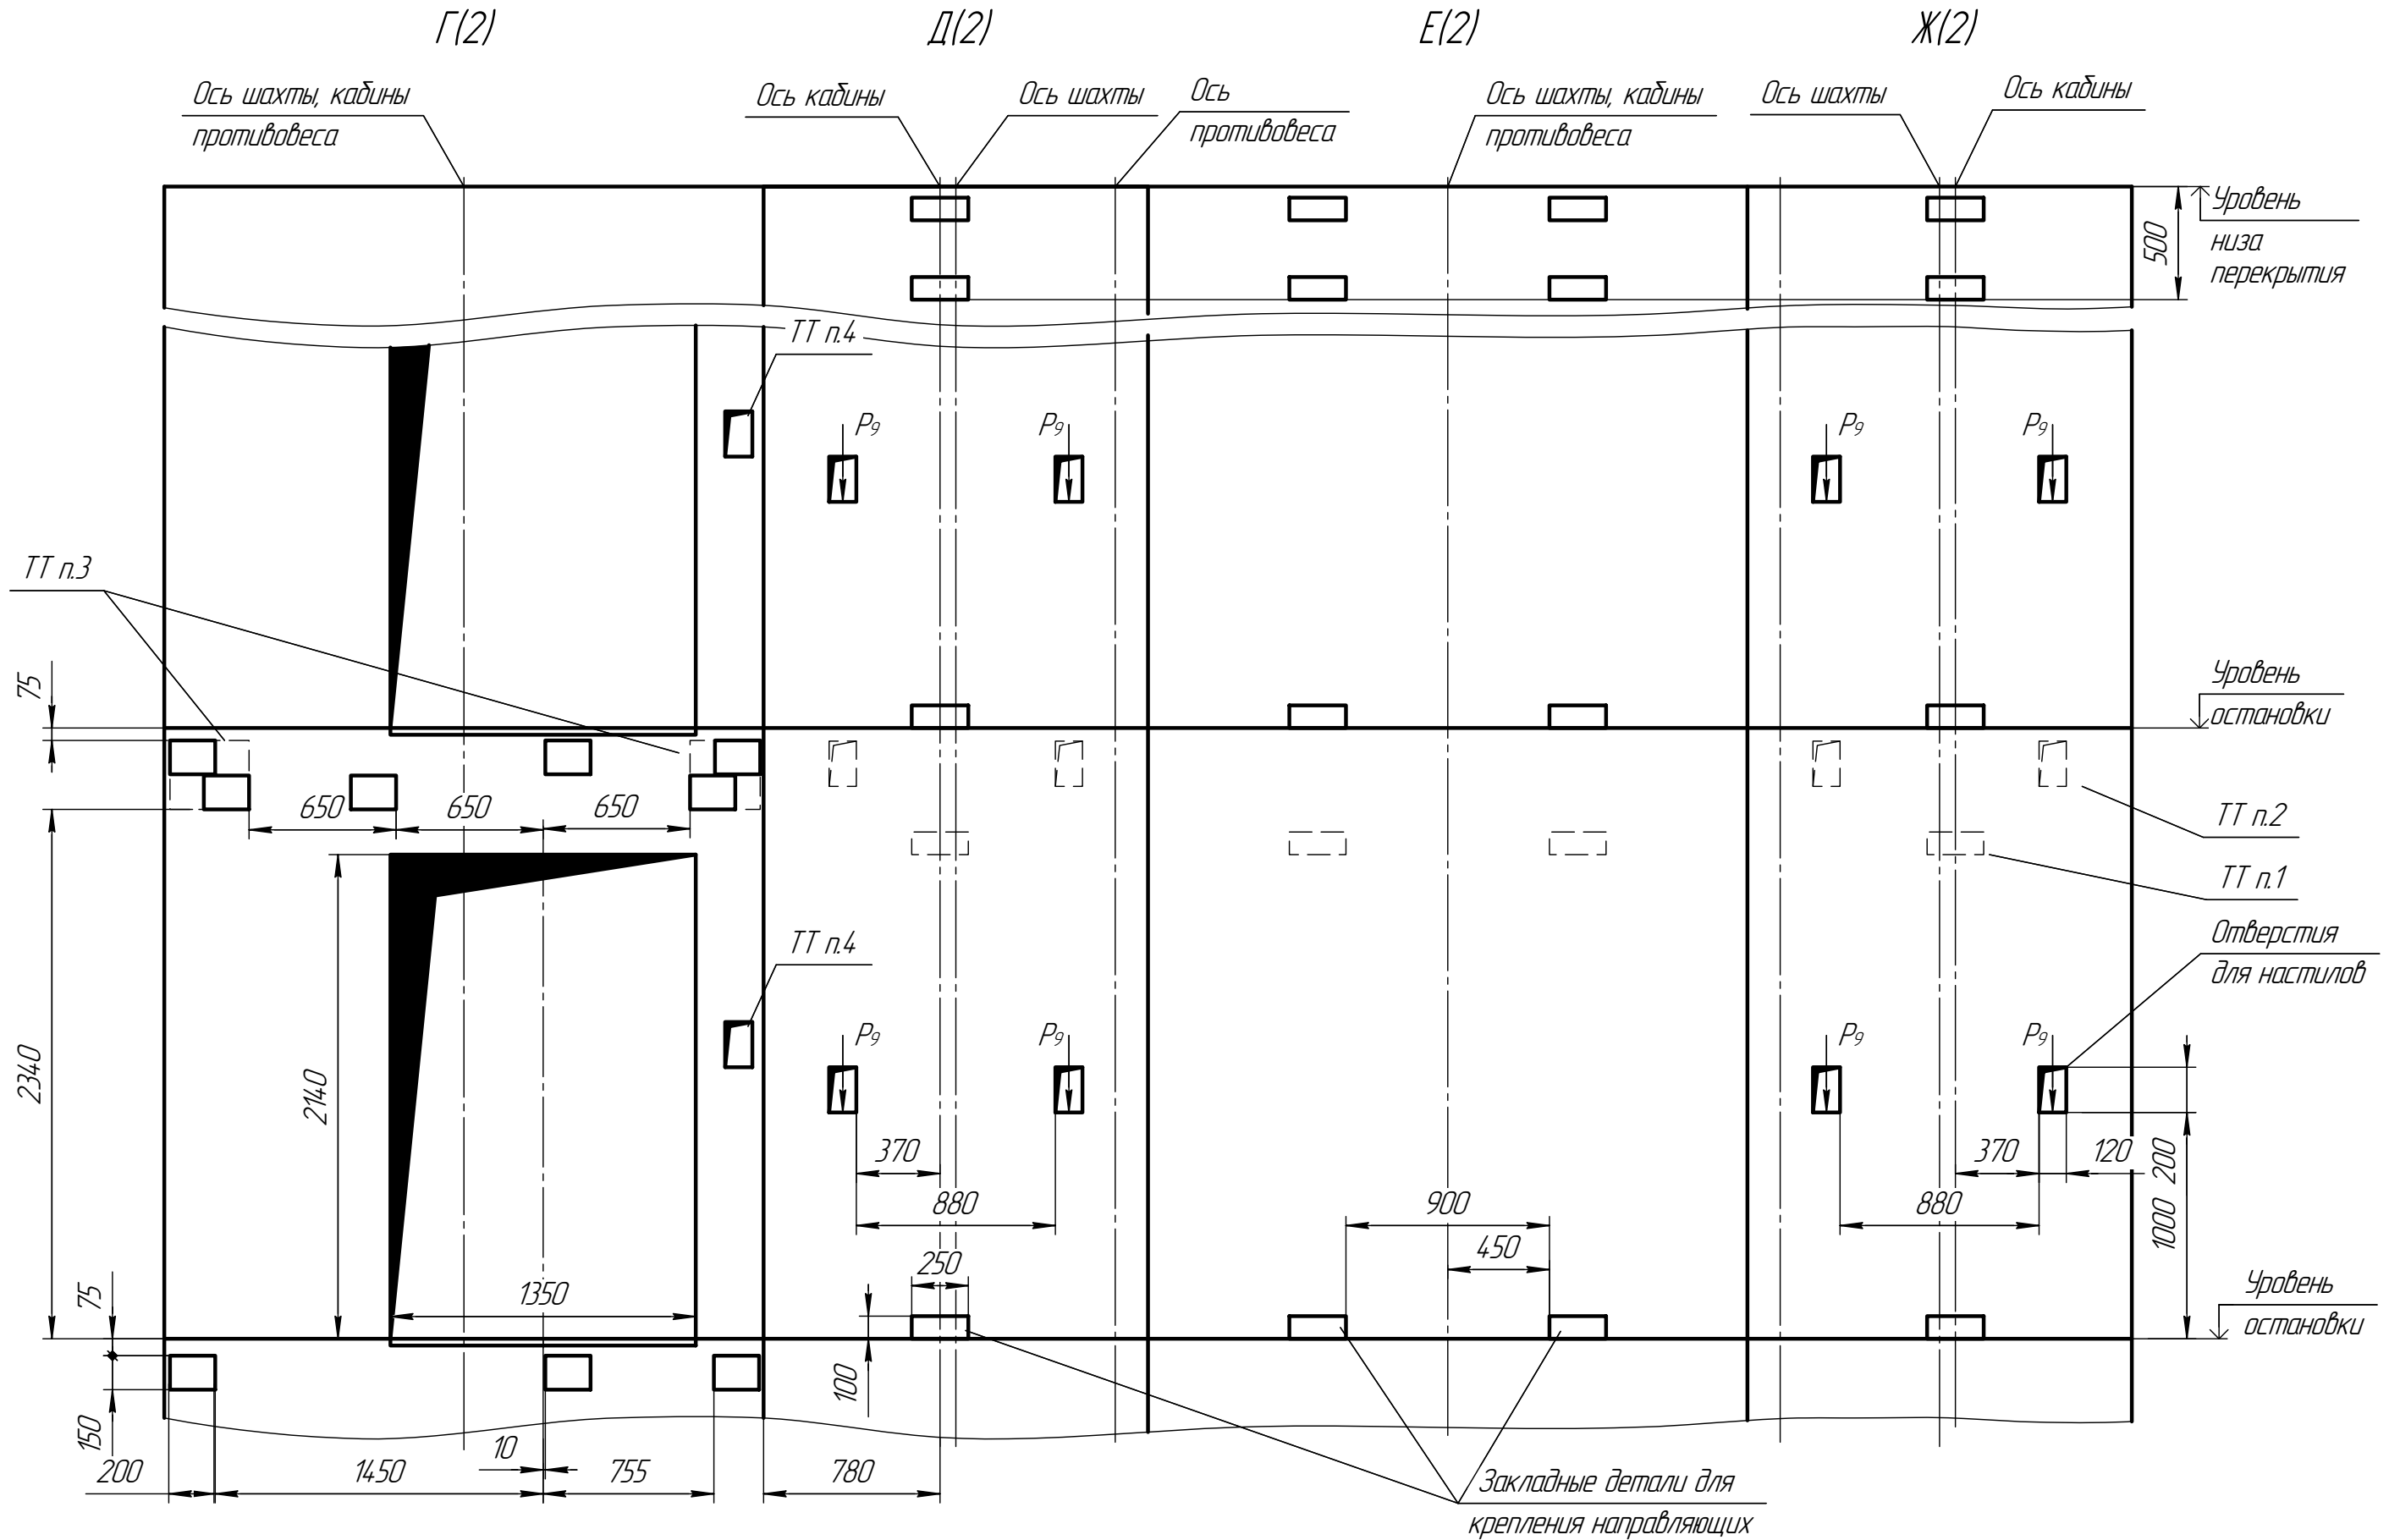 Г(2)
Д(2)
Е(2)
Ж(2)
Ось шахты, кабины
противовеса
Ось кабины
Ось шахты
Ось
противовеса
Ось шахты, кабины
противовеса
Ось шахты
Ось кабины
Уровень
низа
перекрытия
500
ТТ п.4
P9
P9
P9
P9
ТТ п.3
75
Уровень
остановки
650
650
650
ТТ п.2
ТТ п.1
ТТ п.4
Отверстия
для настилов
P9
P9
P9
P9
2340
2140
370
370
120
200
880
900
880
1000
450
250
1350
75
Уровень
остановки
100
150
200
1450
10
755
780
Закладные детали для
крепления направляющих